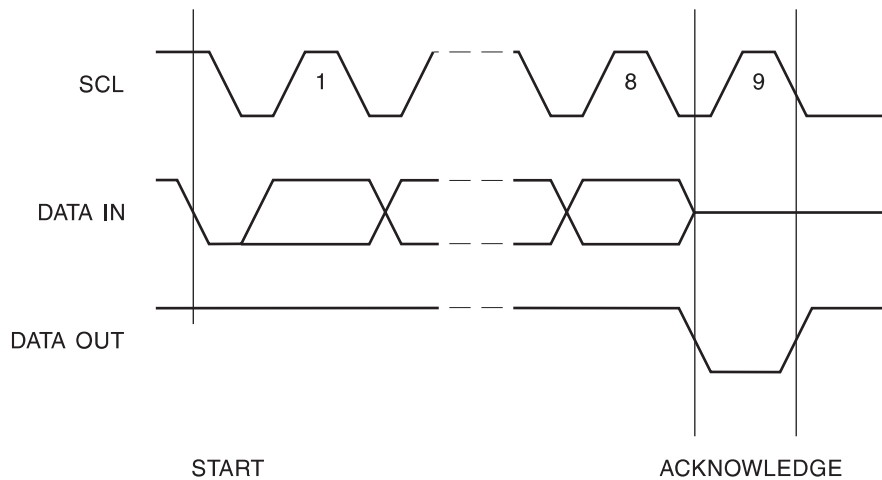 SCL
1
8
9
DATA IN
DATA OUT
START
ACKNOWLEDGE